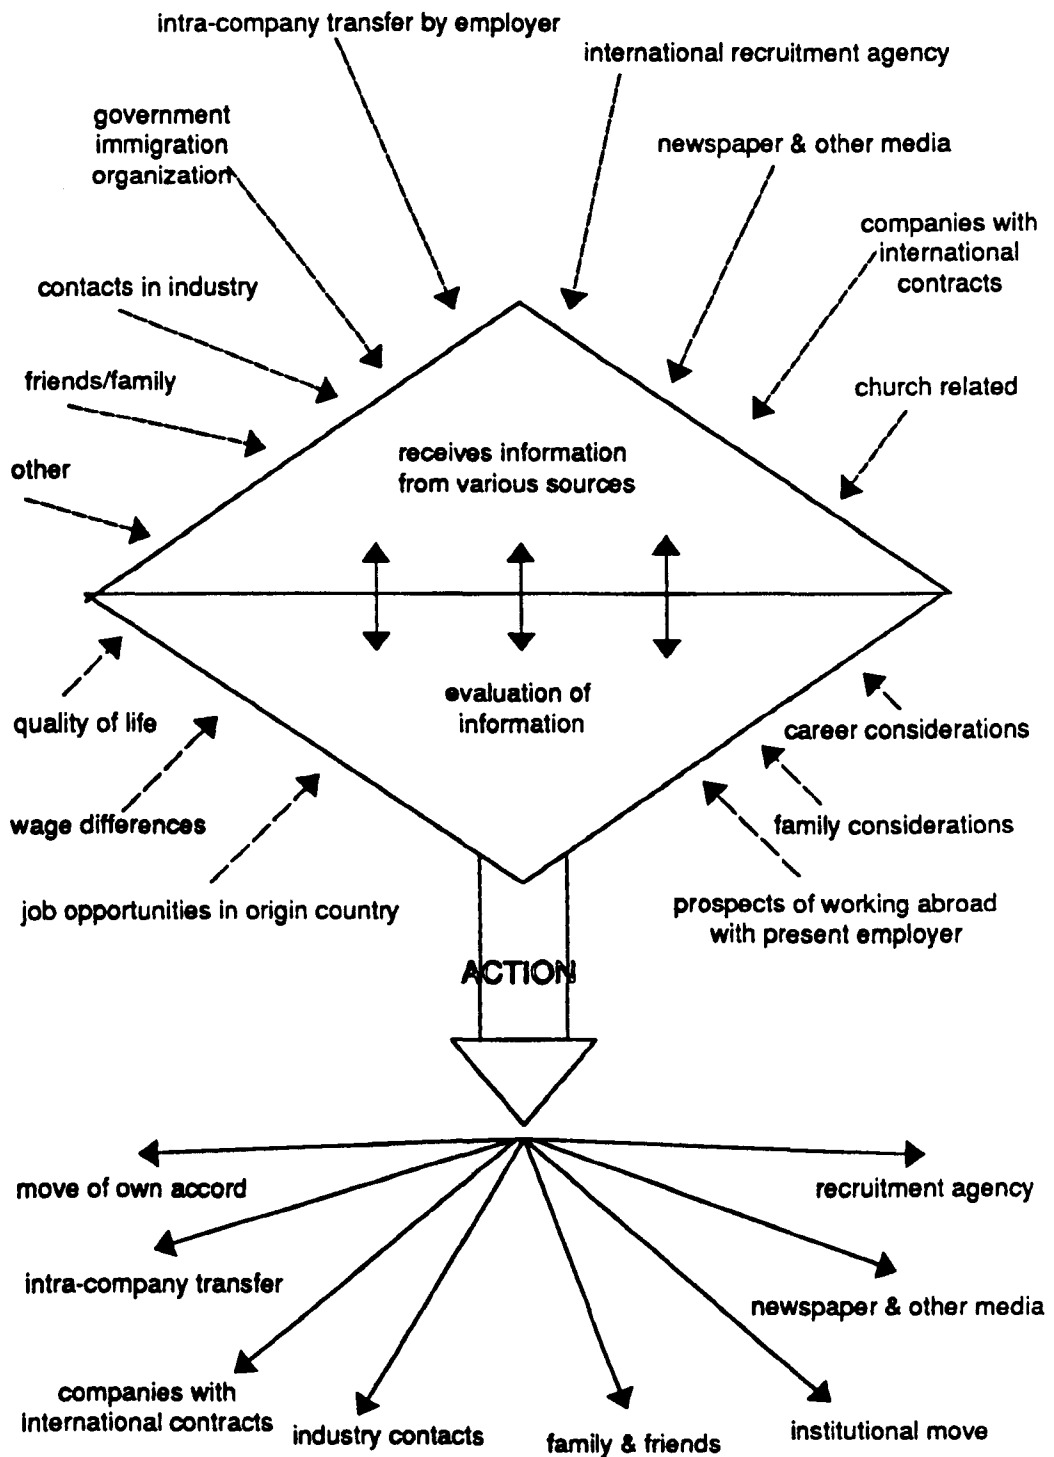 intra-company transfer by employer
international recruitment agency
government
immigration
organization
newspaper & other media
companies with
international
contracts
contacts in industry
friends/family
church related
other
receives information
from various sources
evaluation of
information
quality of life
career considerations
wage differences
family considerations
job opportunities in origin country
prospects of working abroad
with present employer
ACTION
move of own accord
recruitment agency
intra-company transfer
newspaper & other media
companies with
international contracts
industry contacts
family & friends
institutional move